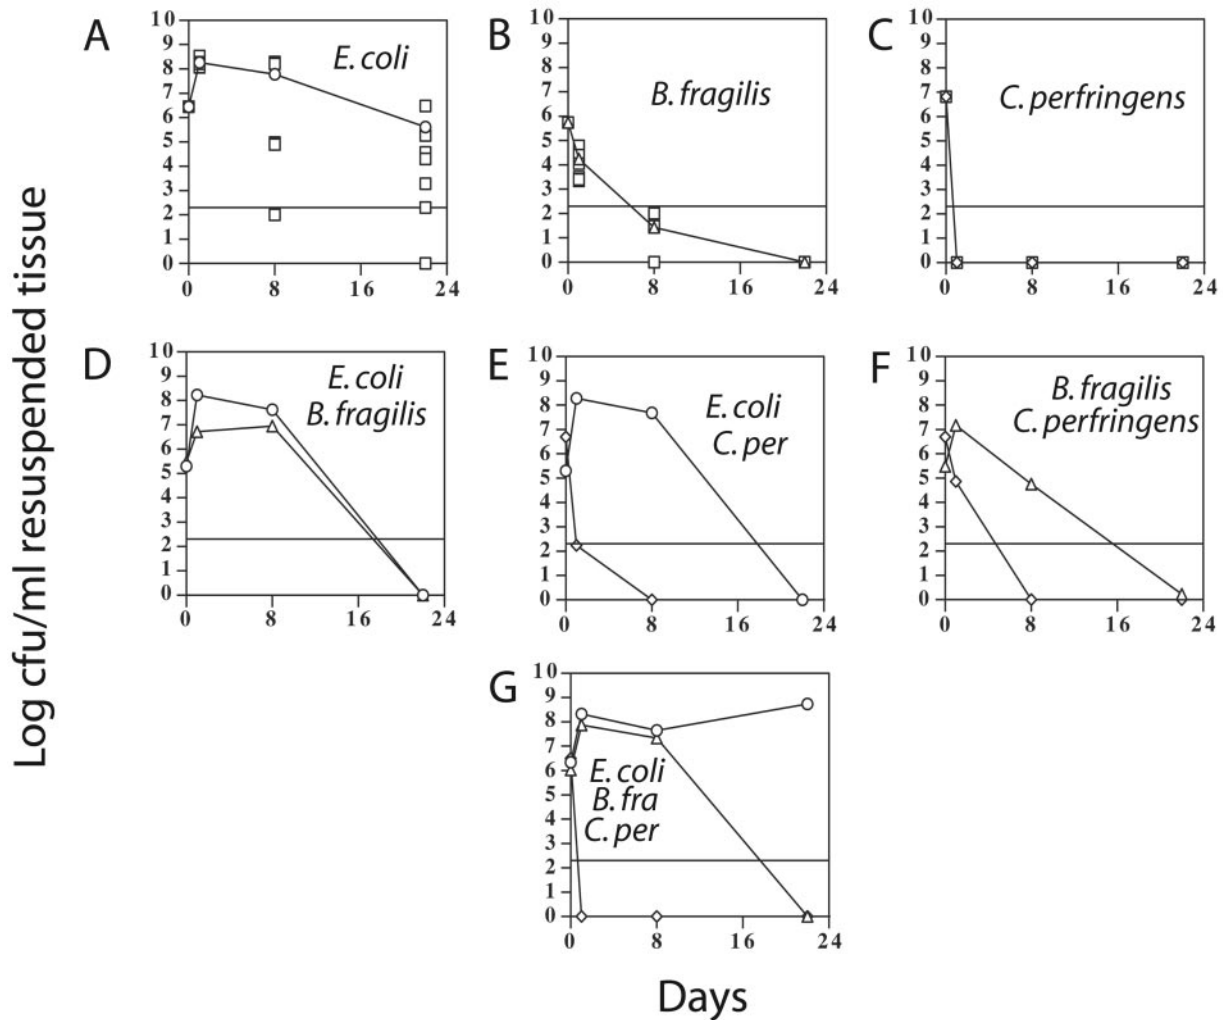 Log cfu/ml resuspended tissue
A
E. coli
10
9
8
7
6
5
4
3
2
1
0
0 8 16 24
B
B. fragilis
10
9
8
7
6
5
4
3
2
1
0
0 8 16 24
C
C. perfringens
10
9
8
7
6
5
4
3
2
1
0
0 8 16 24
D
E. coli
B. fragilis
10
9
8
7
6
5
4
3
2
1
0
0 8 16 24
E
E. coli
C. per
10
9
8
7
6
5
4
3
2
1
0
0 8 16 24
F
B. fragilis
C. perfringens
10
9
8
7
6
5
4
3
2
1
0
0 8 16 24
G
E. coli
B. fra
C. per
10
9
8
7
6
5
4
3
2
1
0
0 8 16 24
Days